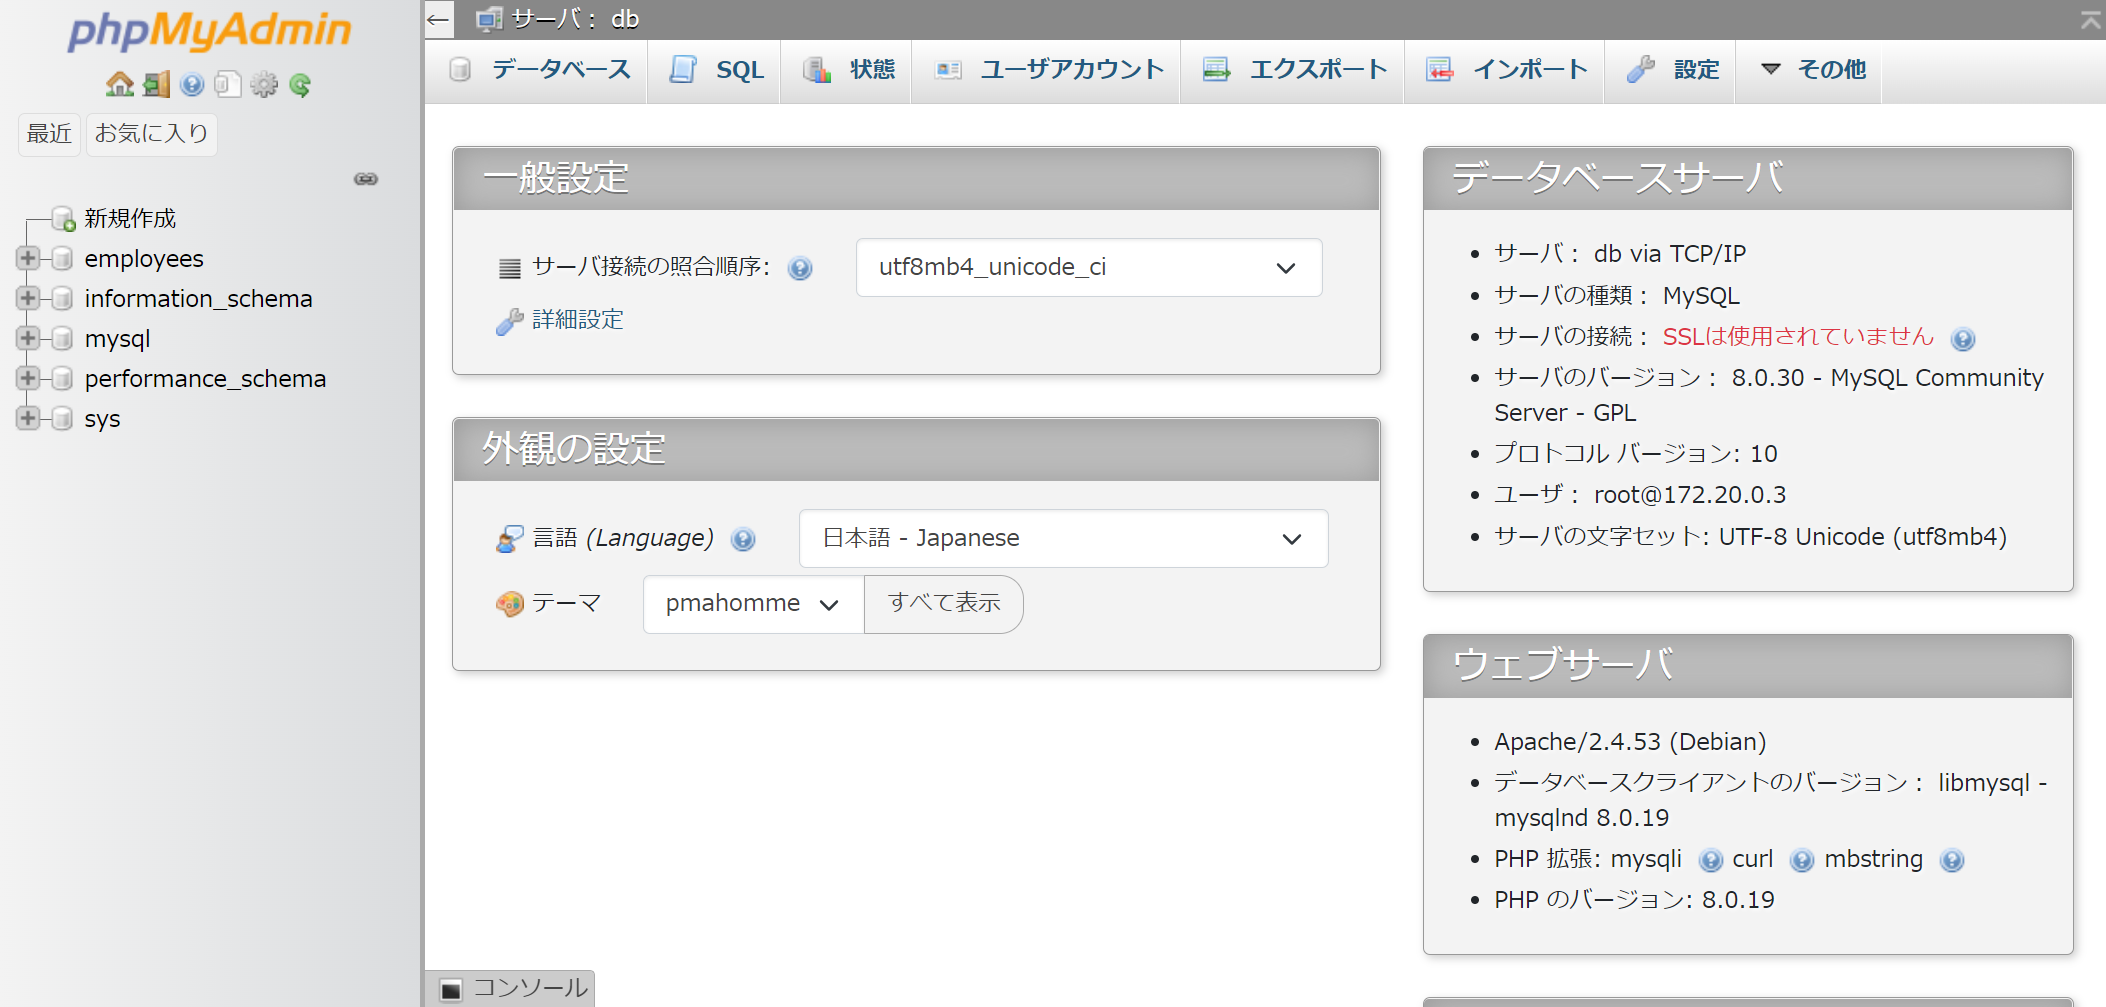 phpMyAdmin
最近 お気に入り
新規作成
employees
information_schema
mysql
performance_schema
sys
← サーバ: db
データベース SQL 状態 ユーザアカウント エクスポート インポート 設定 その他
一般設定
サーバ接続の照合順序: utf8mb4_unicode_ci
詳細設定
外観の設定
言語 (Language) 日本語 - Japanese
テーマ pmahomme すべて表示
データベースサーバ
• サーバ: db via TCP/IP
• サーバの種類: MySQL
• サーバの接続: SSLは使用されていません
• サーバのバージョン: 8.0.30 - MySQL Community
Server - GPL
• プロトコル バージョン: 10
• ユーザ: root@172.20.0.3
• サーバの文字セット: UTF-8 Unicode (utf8mb4)
ウェブサーバ
• Apache/2.4.53 (Debian)
• データベースクライアントのバージョン: libmysql -
mysqlnd 8.0.19
• PHP 拡張: mysqli curl mbstring
• PHP のバージョン: 8.0.19
コンソール